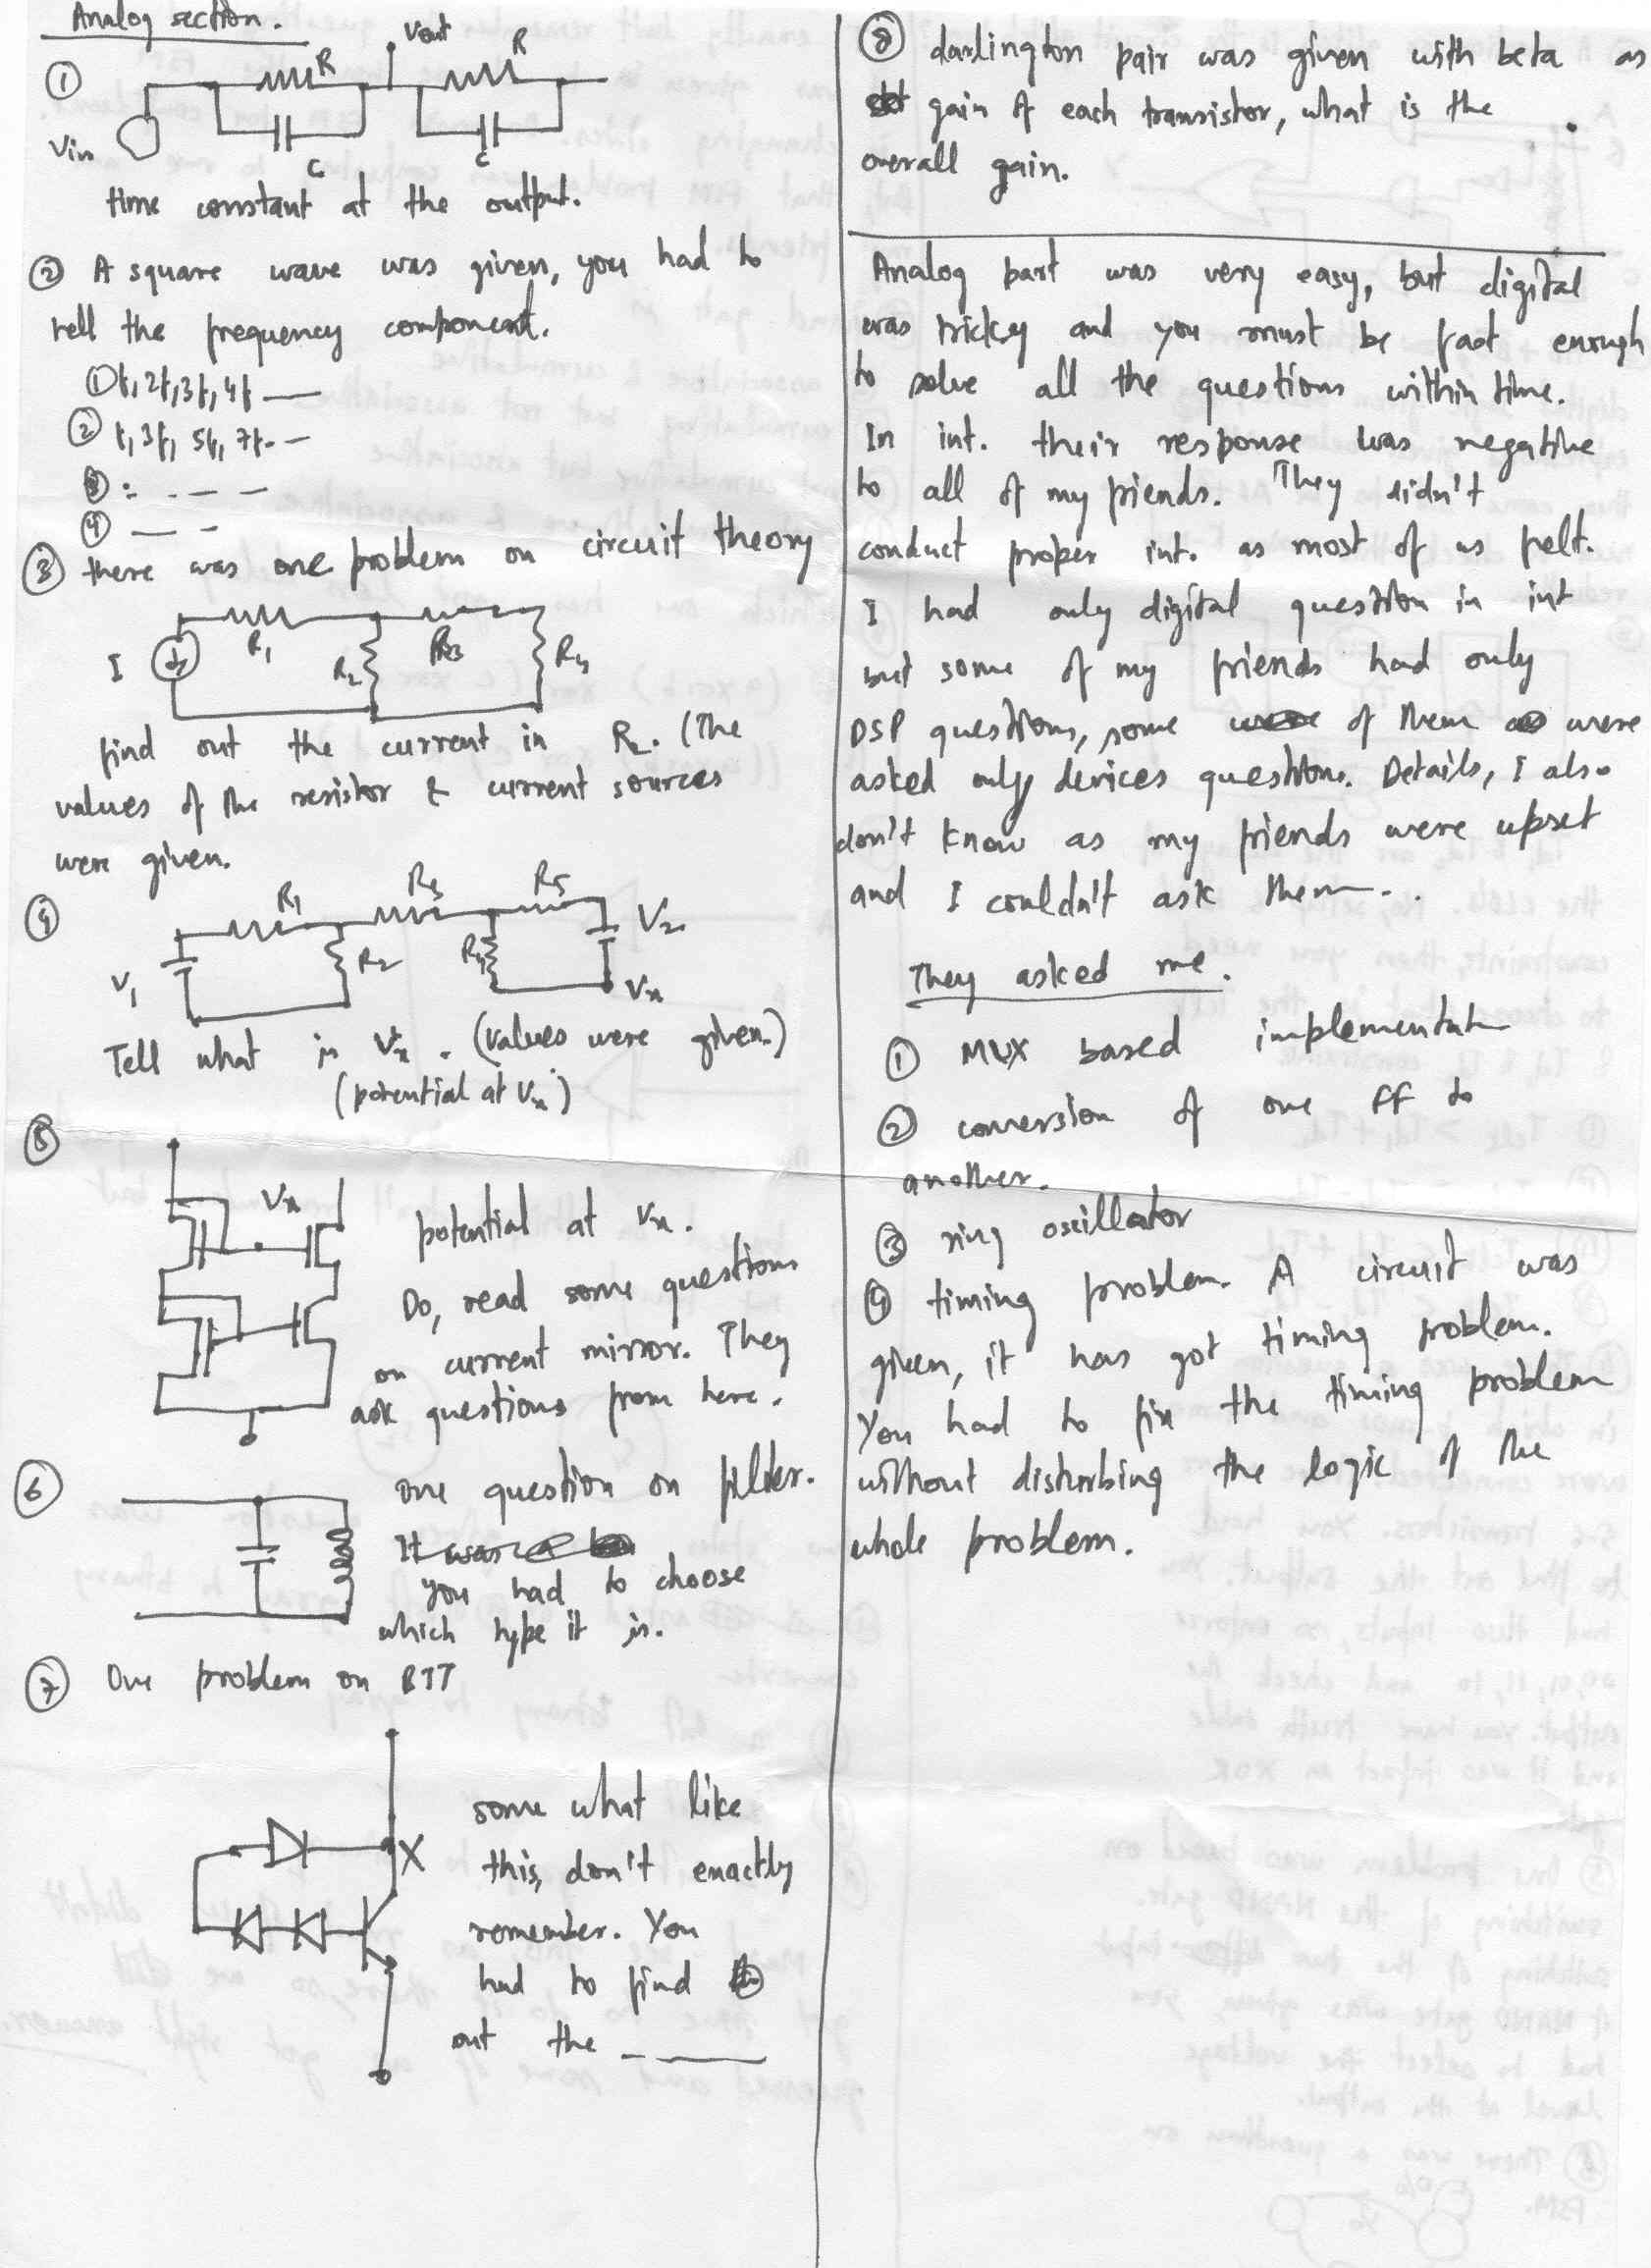 Analog section.
① R Vout R
Vin C C
time constant at the output.
② A square wave was given, you had to
tell the frequency component.
① f, 2f, 3f, 4f —
② f, 3f, 5f, 7f. —
③ : . — — —
④ — — -
③ there was one problem on circuit theory
I R1 R2 R3 R4
find out the current in R2. (The
values of the resistor & current sources
were given.
④ R1 R3 R5
V1 R2 R4 V2
Vx
Tell what is Vx. (values were given.)
(potential at Vx)
⑤
Vx
potential at Vx.
Do, read some questions
on current mirror. They
ask questions from here.
⑥ one question on filter.
It was a
you had to choose
which type it is.
⑦ One problem on BJT
X
some what like
this, don't exactly
remember. You
had to find
out the - ———
⑧ darlington pair was given with beta as
gain of each transistor, what is the
overall gain.
Analog part was very easy, but digital
was tricky and you must be fast enough
to solve all the questions within time.
In int. their response was negative
to all of my friends. They didn't
conduct proper int. as most of us felt.
I had only digital question in int
but some of my friends had only
DSP questions, some of them were
asked only devices questions. Details, I also
don't know as my friends were upset
and I couldn't ask them - .
They asked me.
① MUX based implementatn
② conversion of one FF to
another.
③ ring oscillator
④ timing problem. A circuit was
given, it has got timing problem.
You had to fix the timing problem
without disturbing the logic of the
whole problem.